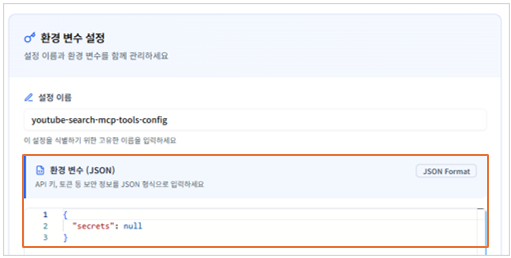 환경 변수 설정
설정 이름과 환경 변수를 함께 관리하세요
설정 이름
youtube-search-mcp-tools-config
이 설정을 식별하기 위한 고유한 이름을 입력하세요
환경 변수 (JSON)
JSON Format
API 키, 토큰 등 보안 정보를 JSON 형식으로 입력하세요
1 {
2 "secrets": null
3 }